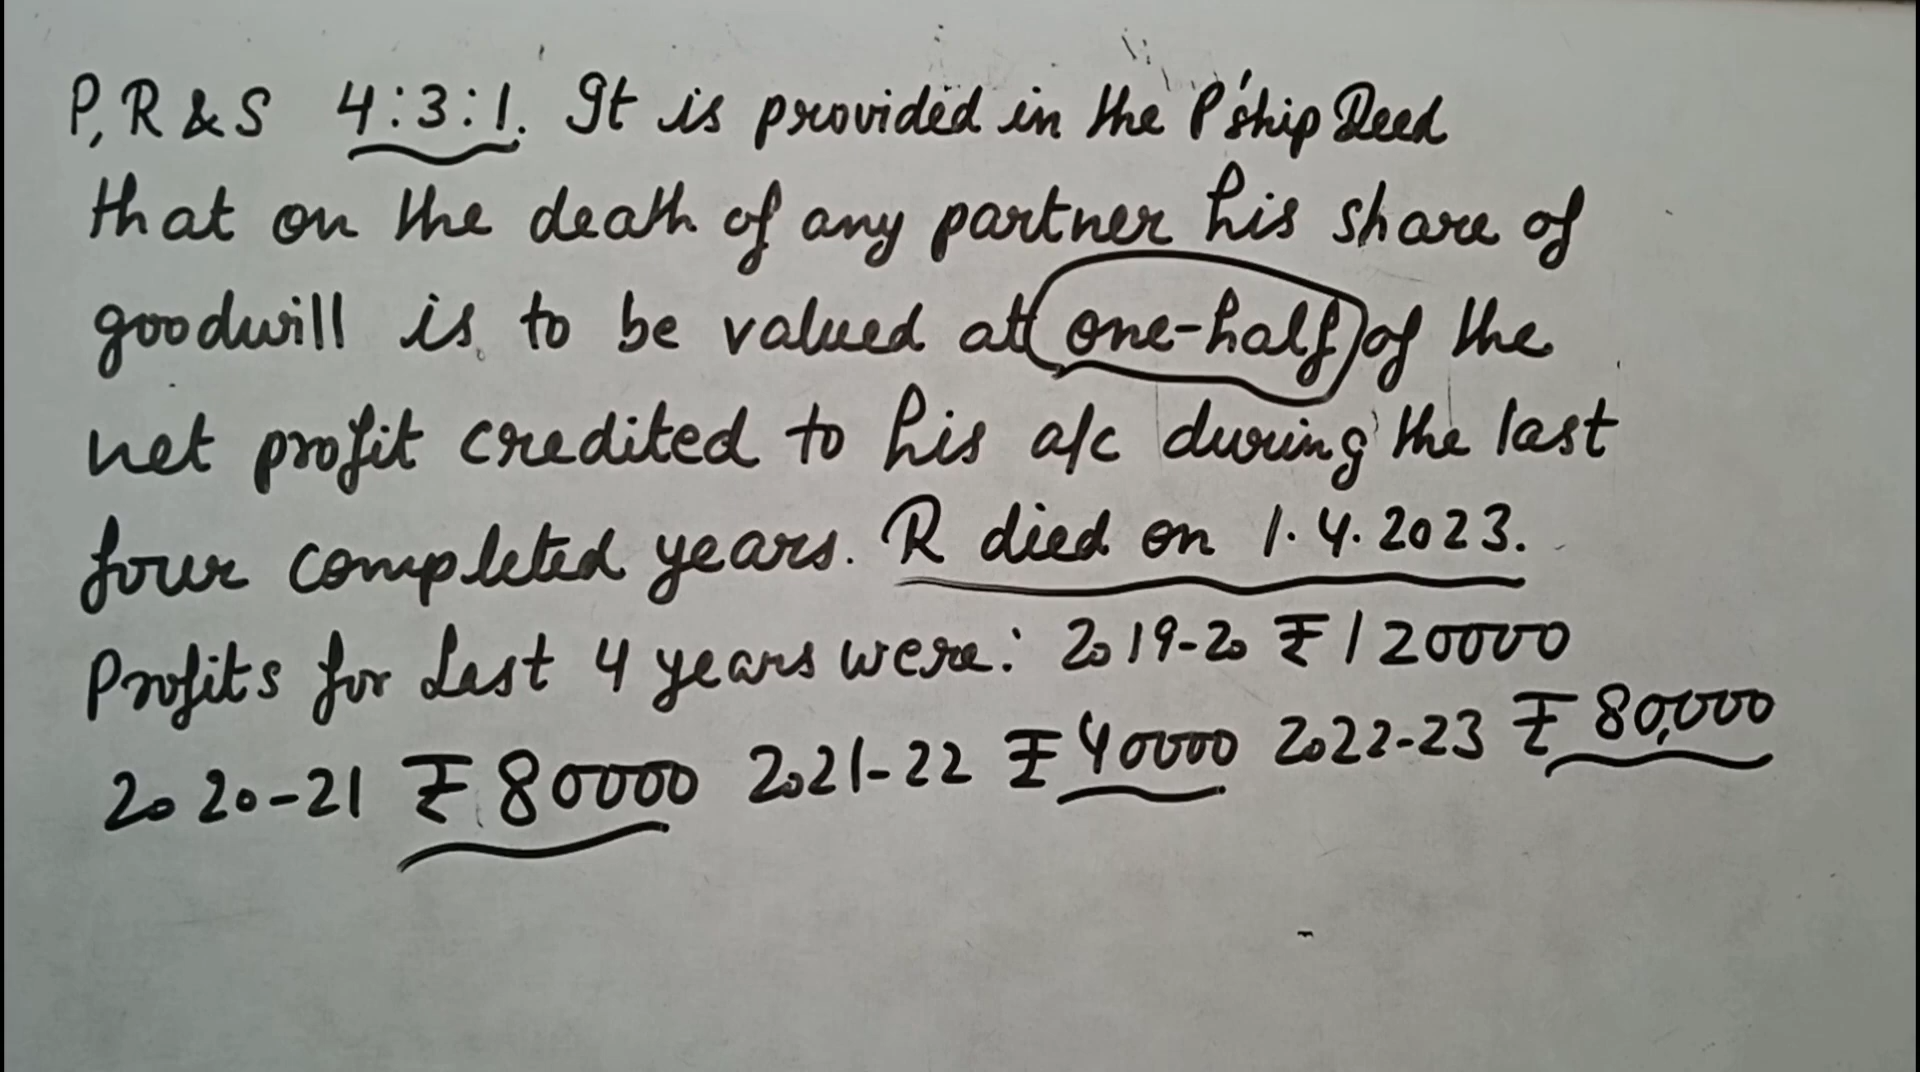 P, R & S 4:3:1. It is provided in the P'ship Deed
that on the death of any partner his share of
goodwill is to be valued at one-half of the
net profit credited to his a/c during the last
four completed years. R died on 1.4.2023.
Profits for Last 4 years were: 2019-20 ₹ 120000
2020-21 ₹ 80000 2021-22 ₹ 40000 2022-23 ₹ 80,000